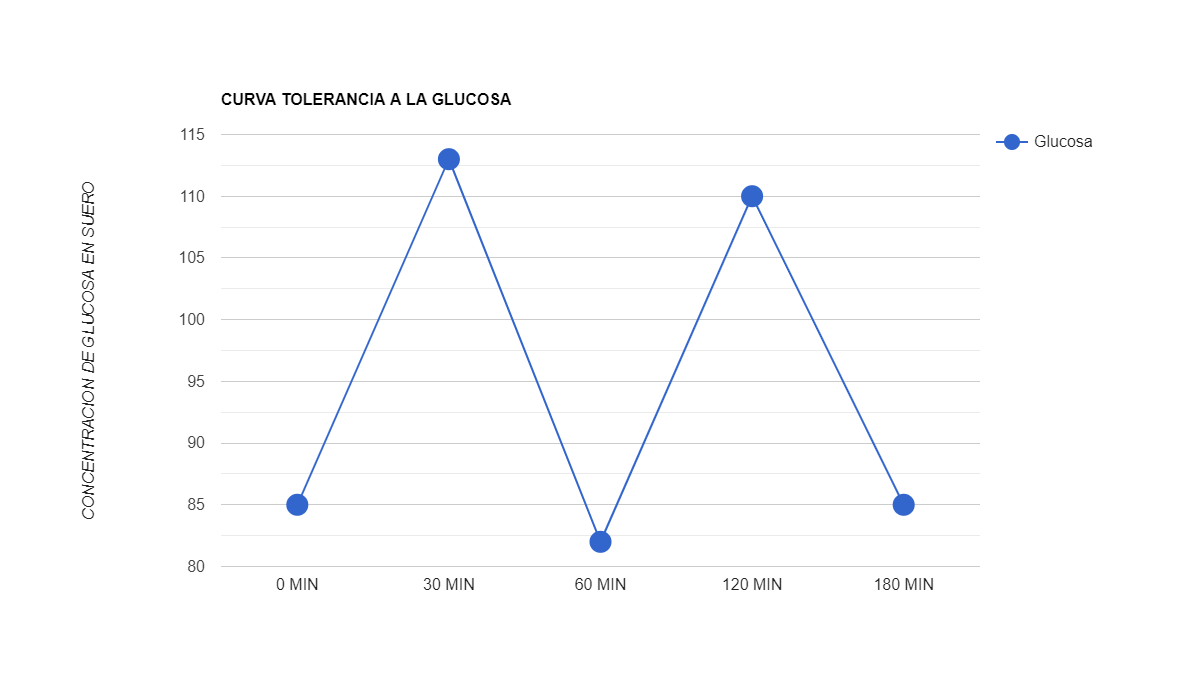 CURVA TOLERANCIA A LA GLUCOSA
115
110
105
100
95
90
85
80
CONCENTRACION DE GLUCOSA EN SUERO
0 MIN
30 MIN
60 MIN
120 MIN
180 MIN
Glucosa